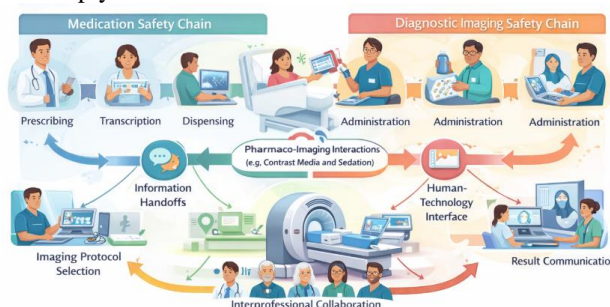 Medication Safety Chain
Diagnostic Imaging Safety Chain
Prescribing
Transcription
Dispensing
Administration
Administration
Administration
Pharmaco-Imaging Interactions
(e.g, Contrast Media and Sedation)
Information
Handoffs
Human-
Technology
Interface
Imaging Protocol
Selection
Result Communication
Interprofessional Collaboration